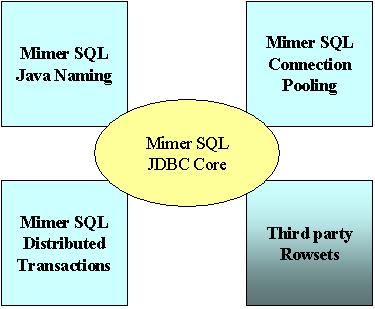 Mimer SQL
Java Naming
Mimer SQL
Connection
Pooling
Mimer SQL
JDBC Core
Mimer SQL
Distributed
Transactions
Third party
Rowsets